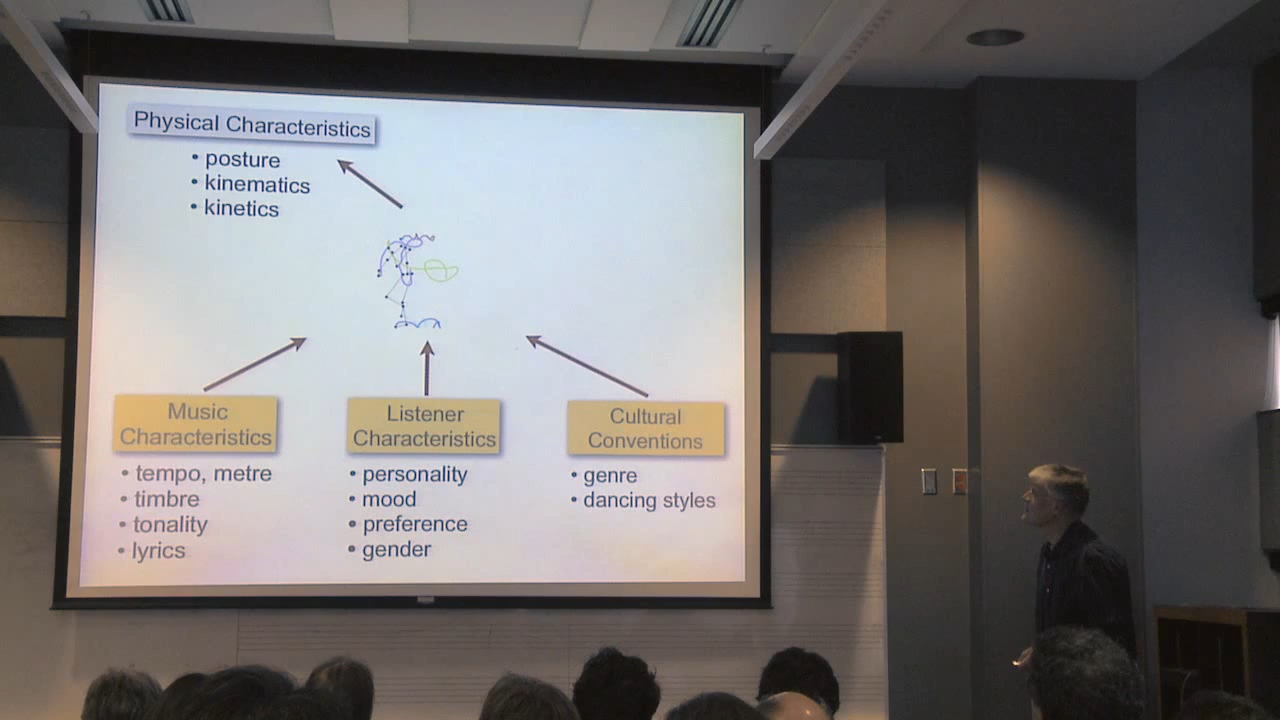 Physical Characteristics
• posture
• kinematics
• kinetics
Music
Characteristics
• tempo, metre
• timbre
• tonality
• lyrics
Listener
Characteristics
• personality
• mood
• preference
• gender
Cultural
Conventions
• genre
• dancing styles